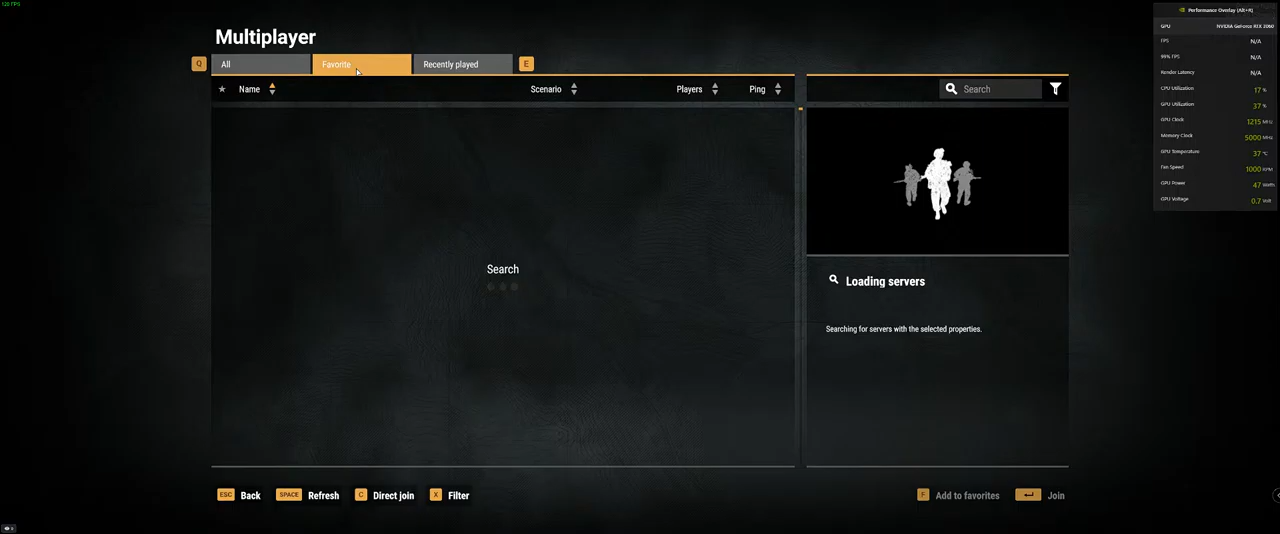 120 FPS
Performance Overlay (Alt+R)
Multiplayer
GPU NVIDIA GeForce RTX 2060
FPS N/A
99% FPS N/A
Render Latency N/A
CPU Utilization 17 %
GPU Utilization 37 %
GPU Clock 1215 MHz
Memory Clock 5000 MHz
GPU Temperature 37 °C
Fan Speed 1000 RPM
GPU Power 47 Watts
GPU Voltage 0.7 Volt
Q All Favorite Recently played E
Name Scenario Players Ping Search
Search
Loading servers
Searching for servers with the selected properties.
ESC Back SPACE Refresh C Direct join X Filter F Add to favorites Join